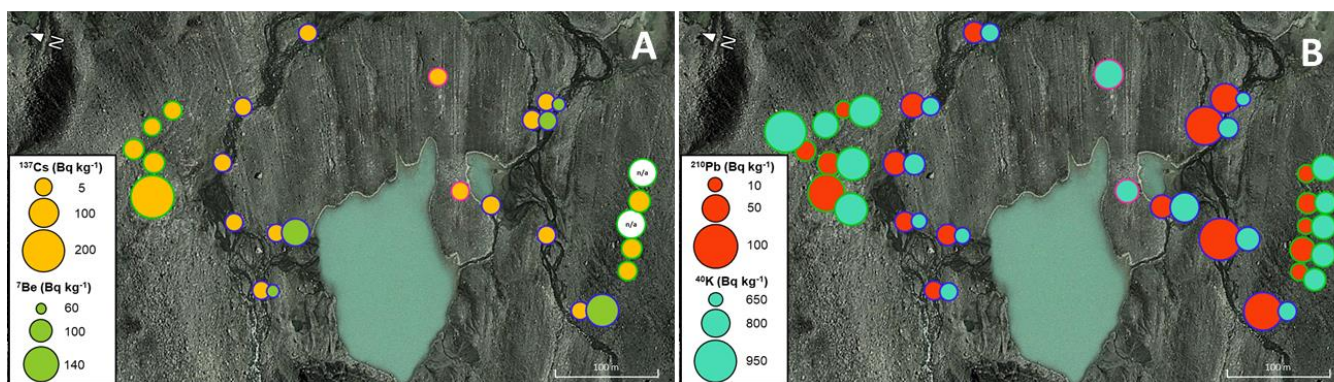 N
A
n/a
n/a
¹³⁷Cs (Bq kg⁻¹)
5
100
200
⁷Be (Bq kg⁻¹)
60
100
140
100 m
N
B
²¹⁰Pb (Bq kg⁻¹)
10
50
100
⁴⁰K (Bq kg⁻¹)
650
800
950
100 m